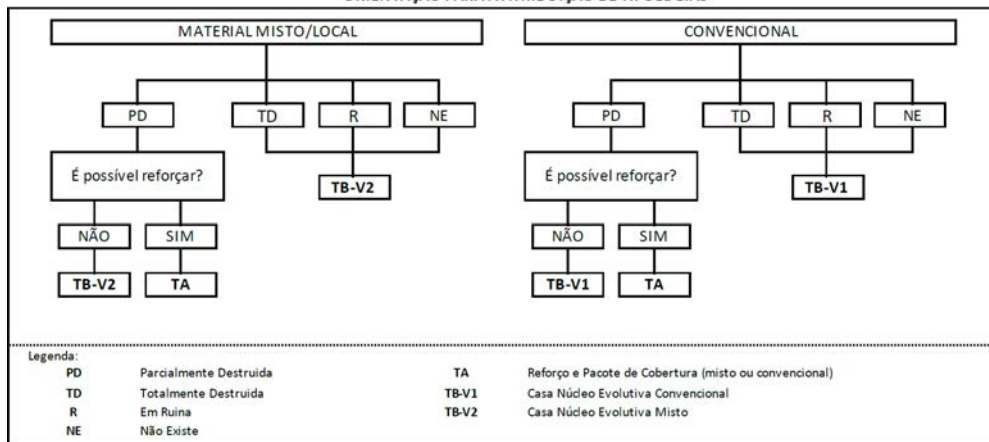 MATERIAL MISTO/LOCAL
CONVENCIONAL
PD
TD
R
NE
PD
TD
R
NE
É possível reforçar?
TB-V2
É possível reforçar?
TB-V1
NÃO
SIM
NÃO
SIM
TB-V2
TA
TB-V1
TA
Legenda:
PD Parcialmente Destruida TA Reforço e Pacote de Cobertura (misto ou convencional)
TD Totalmente Destruida TB-V1 Casa Núcleo Evolutiva Convencional
R Em Ruina TB-V2 Casa Núcleo Evolutiva Misto
NE Não Existe